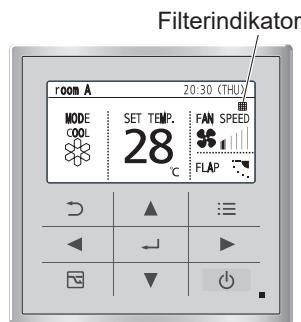 Filterindikator
room A 20:30 (THU)
MODE SET TEMP. FAN SPEED
COOL
28
°C
FLAP